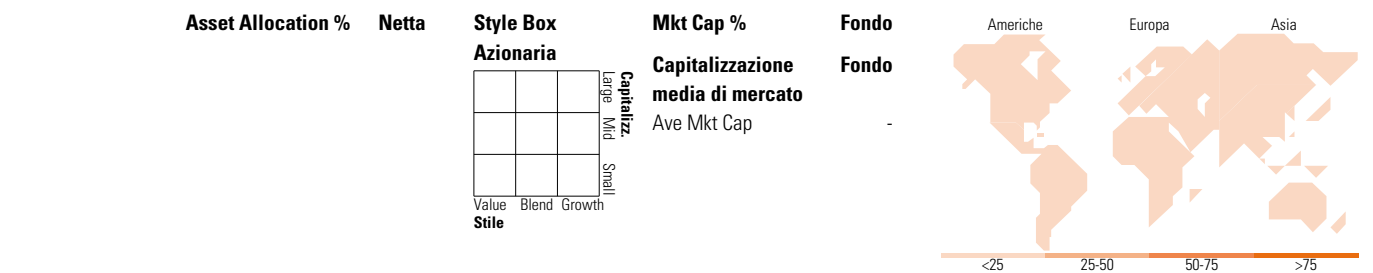 Asset Allocation % Netta
Style Box
Azionaria
Large Mid Small
Capitalizz.
Value Blend Growth
Stile
Mkt Cap % Fondo
Capitalizzazione Fondo
media di mercato
Ave Mkt Cap -
Americhe Europa Asia
<25 25-50 50-75 >75